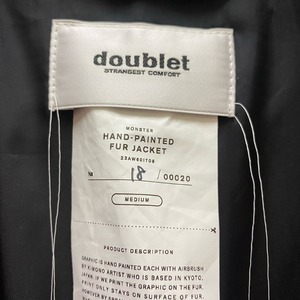 doublet
STRANGEST COMFORT
MONSTER
HAND-PAINTED
FUR JACKET
23AW60170
№ 18 /00020
MEDIUM
PRODUCT DESCRIPTION
GRAPHIC IS HAND PAINTED EACH WITH AIRBRUSH
BY KIMONO ARTIST WHO IS BASED IN KYOTO,
JAPAN. IF WE PRINT THE GRAPHIC ON THE FUR,
PRINT ONLY STAYS ON SURFACE OF FUR.